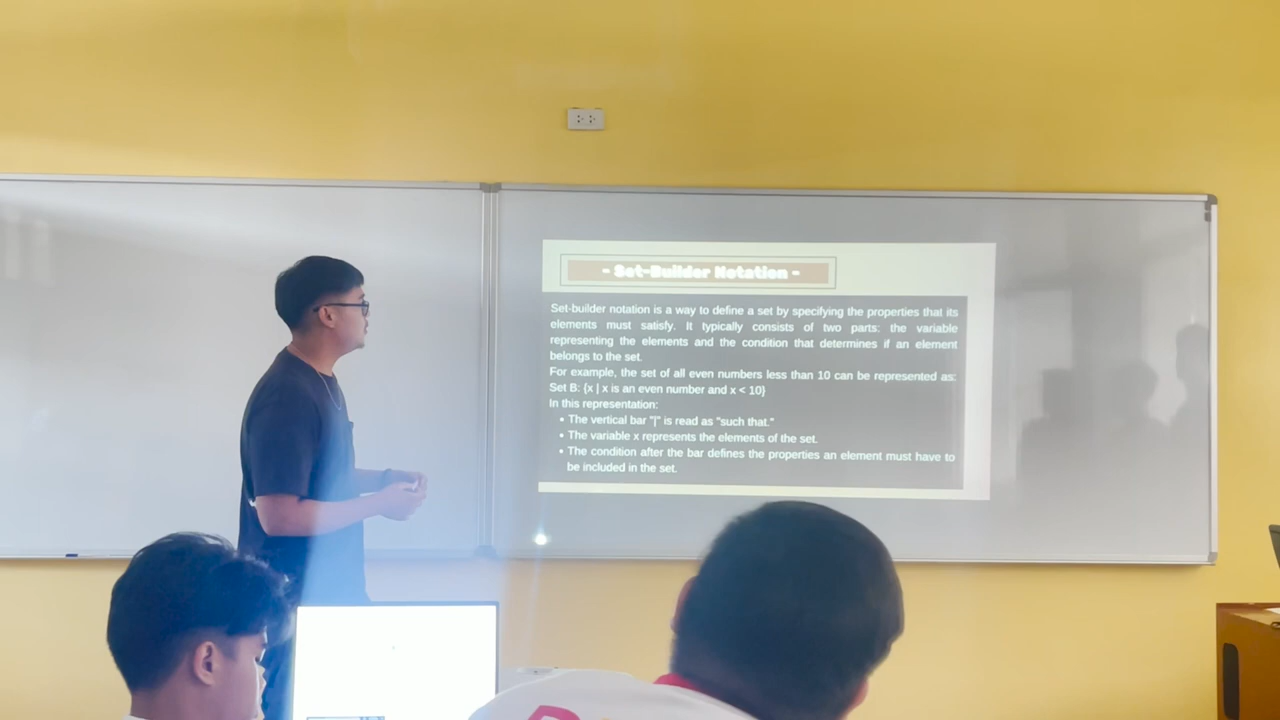 - Set-Builder Notation -
Set-builder notation is a way to define a set by specifying the properties that its
elements must satisfy. It typically consists of two parts: the variable
representing the elements and the condition that determines if an element
belongs to the set.
For example, the set of all even numbers less than 10 can be represented as:
Set B: {x | x is an even number and x < 10}
In this representation:
• The vertical bar "|" is read as "such that."
• The variable x represents the elements of the set.
• The condition after the bar defines the properties an element must have to
be included in the set.